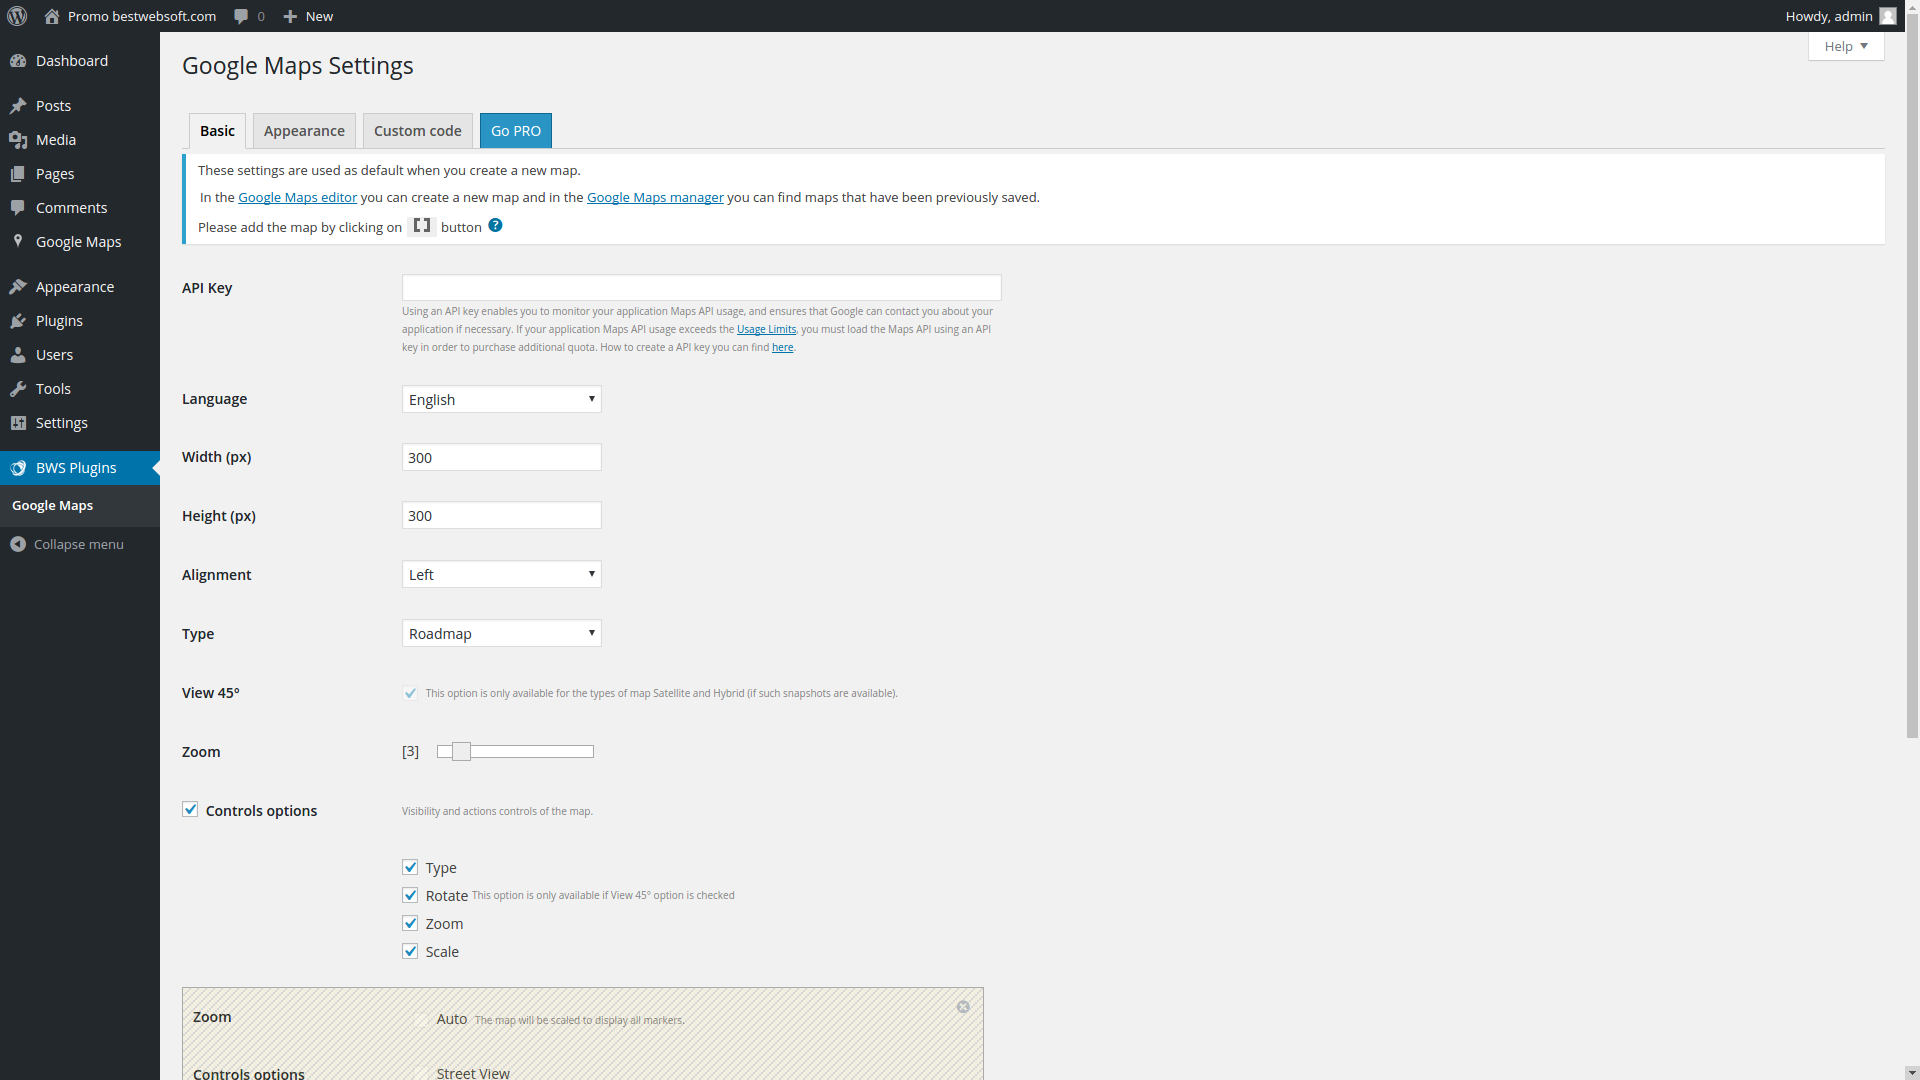 Promo bestwebsoft.com 0 New Howdy, admin
Help
Dashboard
Posts
Media
Pages
Comments
Google Maps
Appearance
Plugins
Users
Tools
Settings
BWS Plugins
Google Maps
Collapse menu
Google Maps Settings
Basic Appearance Custom code Go PRO
These settings are used as default when you create a new map.
In the Google Maps editor you can create a new map and in the Google Maps manager you can find maps that have been previously saved.
Please add the map by clicking on [ ] button ?
API Key
Using an API key enables you to monitor your application Maps API usage, and ensures that Google can contact you about your
application if necessary. If your application Maps API usage exceeds the Usage Limits, you must load the Maps API using an API
key in order to purchase additional quota. How to create a API key you can find here.
Language English
Width (px) 300
Height (px) 300
Alignment Left
Type Roadmap
View 45° This option is only available for the types of map Satellite and Hybrid (if such snapshots are available).
Zoom [3]
Controls options Visibility and actions controls of the map.
Type
Rotate This option is only available if View 45° option is checked
Zoom
Scale
Zoom Auto The map will be scaled to display all markers.
Controls options Street View